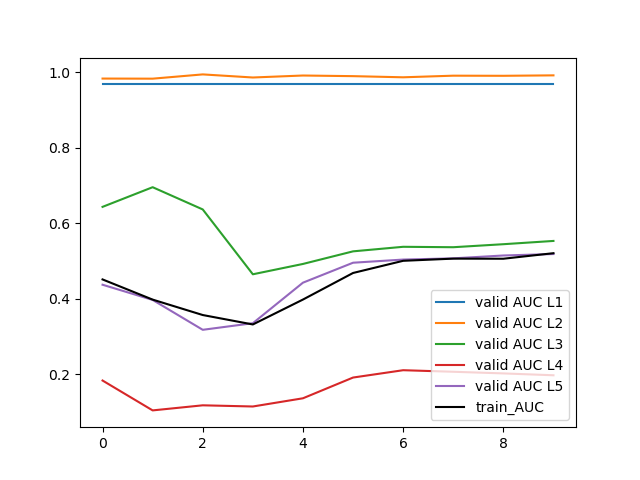 1.0
0.8
0.6
0.4
0.2
0 2 4 6 8
valid AUC L1
valid AUC L2
valid AUC L3
valid AUC L4
valid AUC L5
train_AUC